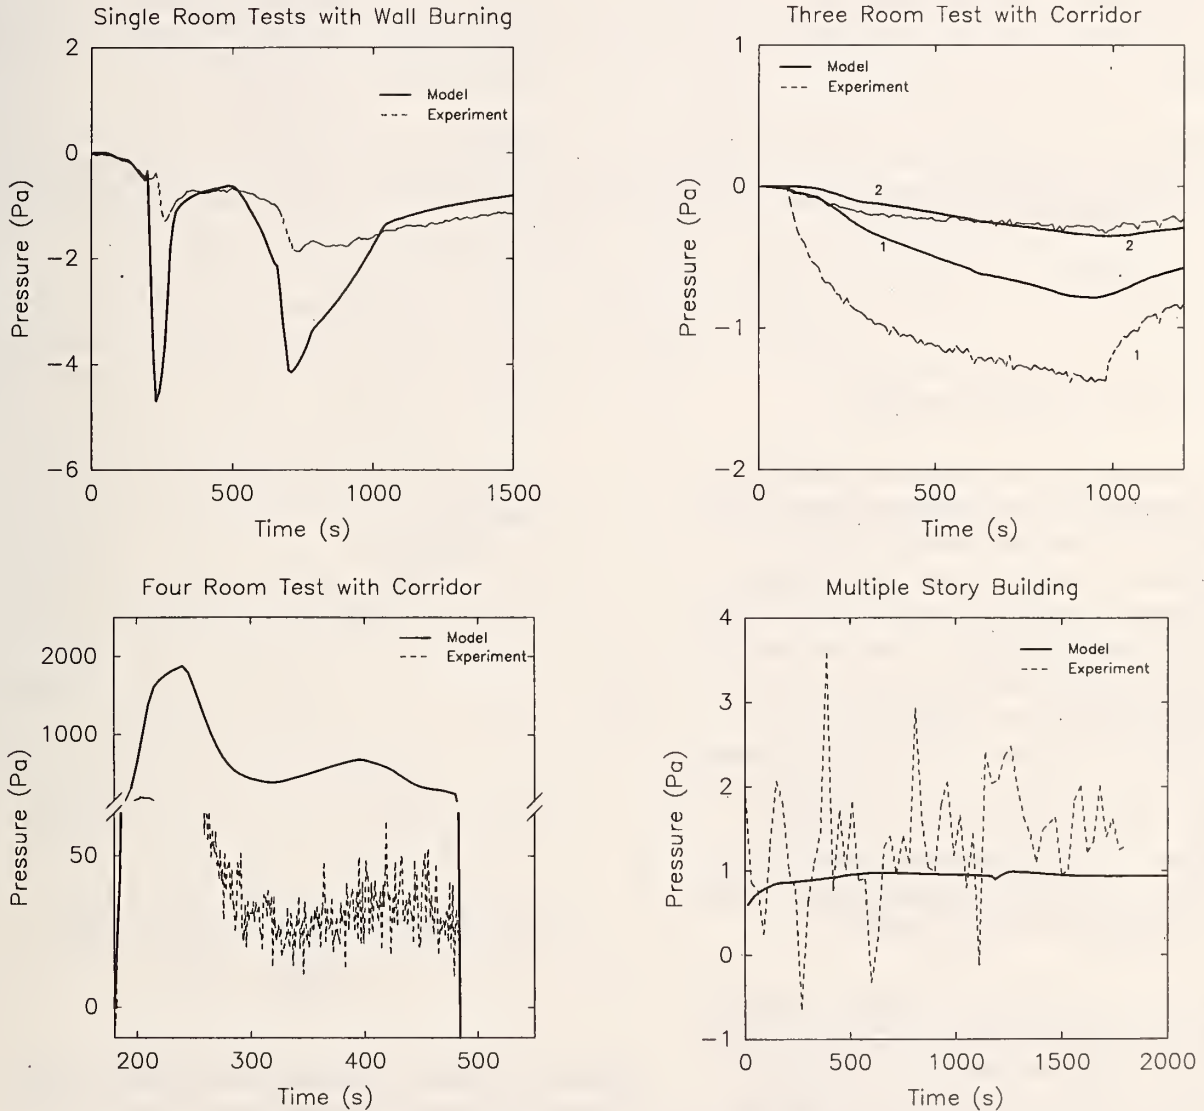 Single Room Tests with Wall Burning
2
0
−2
−4
−6
Pressure (Pa)
Model
Experiment
0
500
1000
1500
Time (s)
Three Room Test with Corridor
1
0
−1
−2
Pressure (Pa)
Model
Experiment
2
1
2
1
0
500
1000
Time (s)
Four Room Test with Corridor
2000
1000
50
0
Pressure (Pa)
Pressure (Pa)
Model
Experiment
200
300
400
500
Time (s)
Multiple Story Building
4
3
2
1
0
−1
Pressure (Pa)
Model
Experiment
0
500
1000
1500
2000
Time (s)